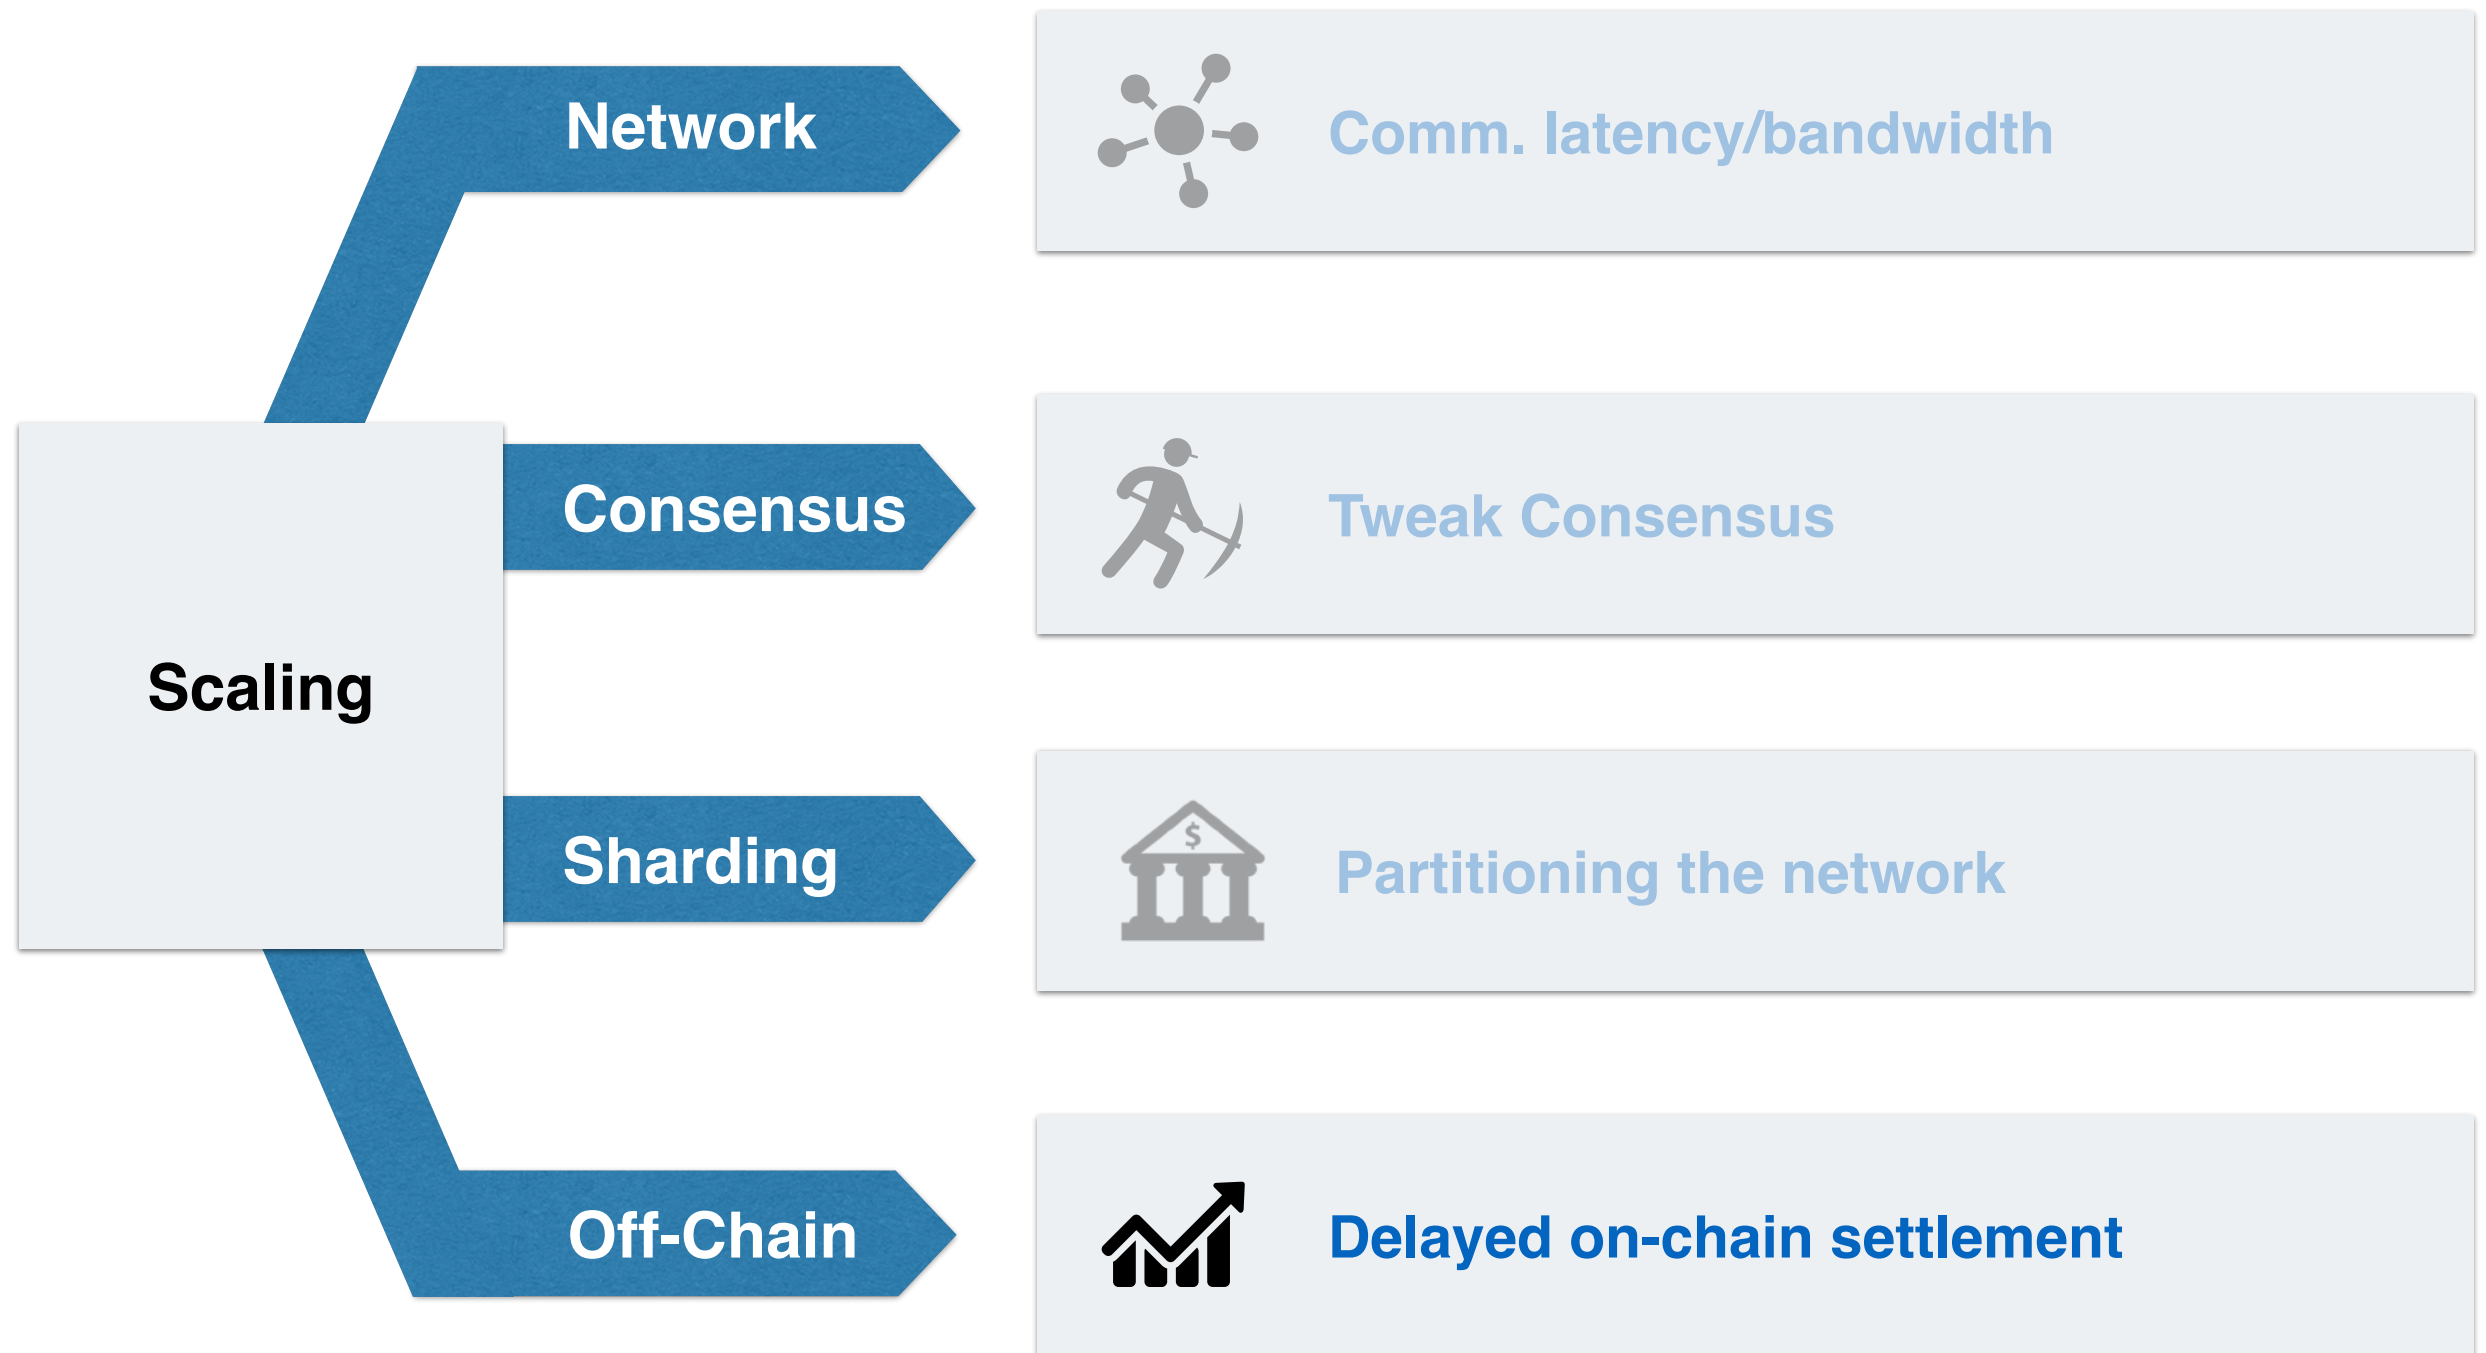 Network
Comm. latency/bandwidth
Consensus
Tweak Consensus
Scaling
Sharding
$
Partitioning the network
Off-Chain
Delayed on-chain settlement